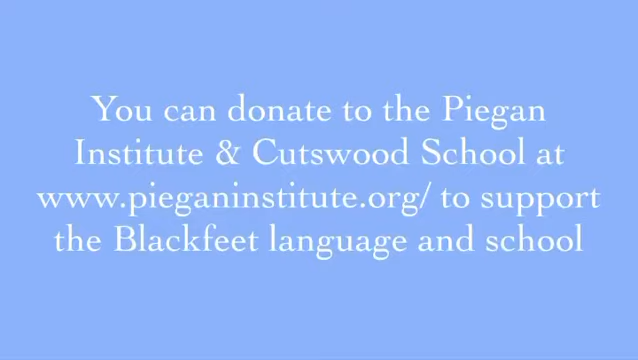 You can donate to the Piegan
Institute & Cutswood School at
www.pieganinstitute.org/ to support
the Blackfeet language and school